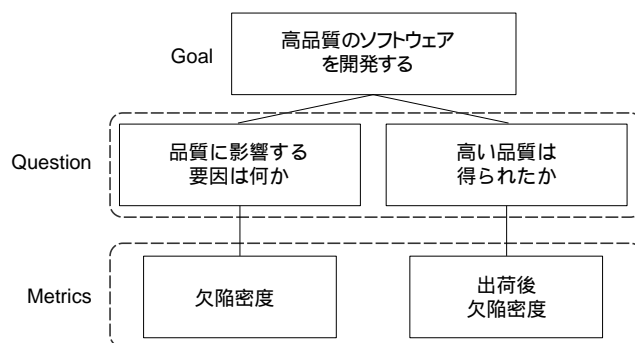 Goal
高品質のソフトウェア
を開発する
Question
品質に影響する
要因は何か
高い品質は
得られたか
Metrics
欠陥密度
出荷後
欠陥密度